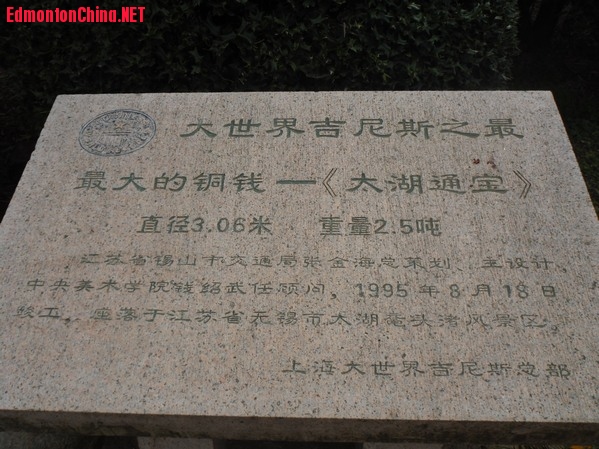 EdmontonChina.NET
大世界吉尼斯之最
最大的铜钱—《太湖通宝》
直径3.06米 重量2.5吨
江苏省锡山市交通局张金海总策划、主设计，
中央美术学院钱绍武任顾问，1995年8月18日
竣工，座落于江苏省无锡市太湖鼋头渚风景区。
上海大世界吉尼斯总部